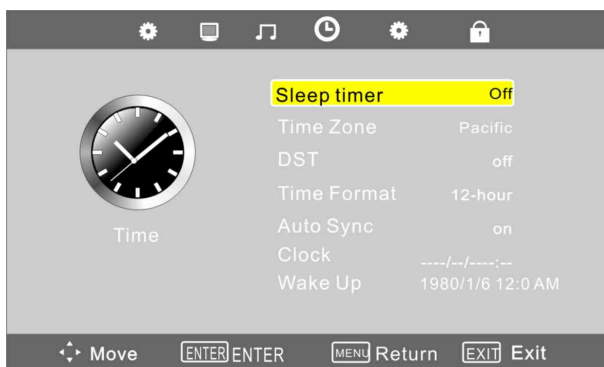 Sleep timer Off
Time Zone Pacific
DST off
Time Format 12-hour
Auto Sync on
Clock ----/--/----:--
Wake Up 1980/1/6 12:0 AM
Time
Move ENTER ENTER MENU Return EXIT Exit